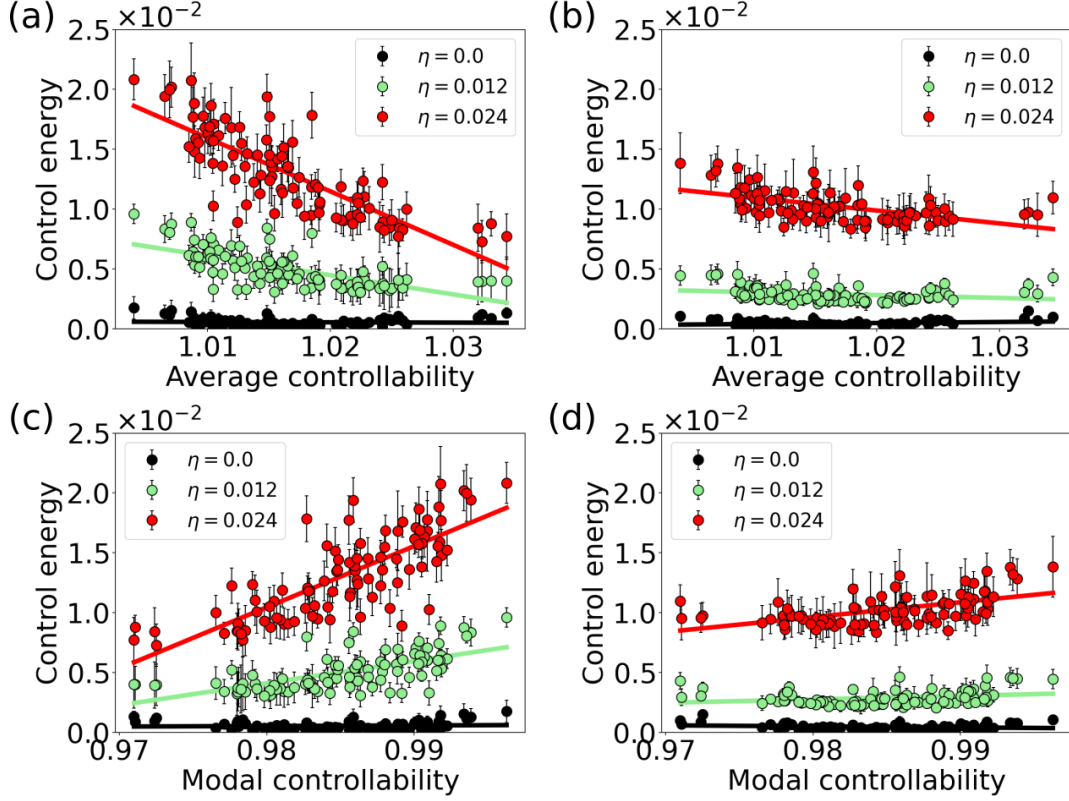 (a)
×10⁻²
2.5
2.0
1.5
1.0
0.5
0.0
Control energy
η = 0.0
η = 0.012
η = 0.024
1.01 1.02 1.03
Average controllability
(b)
×10⁻²
2.5
2.0
1.5
1.0
0.5
0.0
Control energy
η = 0.0
η = 0.012
η = 0.024
1.01 1.02 1.03
Average controllability
(c)
×10⁻²
2.5
2.0
1.5
1.0
0.5
0.0
Control energy
η = 0.0
η = 0.012
η = 0.024
0.97 0.98 0.99
Modal controllability
(d)
×10⁻²
2.5
2.0
1.5
1.0
0.5
0.0
Control energy
η = 0.0
η = 0.012
η = 0.024
0.97 0.98 0.99
Modal controllability